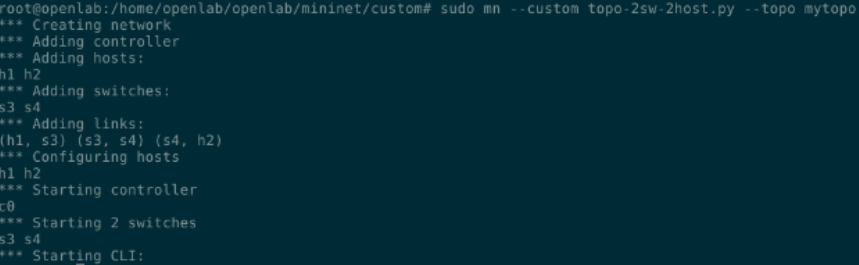 root@openlab:/home/openlab/openlab/mininet/custom# sudo mn --custom topo-2sw-2host.py --topo mytopo
*** Creating network
*** Adding controller
*** Adding hosts:
h1 h2
*** Adding switches:
s3 s4
*** Adding links:
(h1, s3) (s3, s4) (s4, h2)
*** Configuring hosts
h1 h2
*** Starting controller
c0
*** Starting 2 switches
s3 s4
*** Starting CLI: